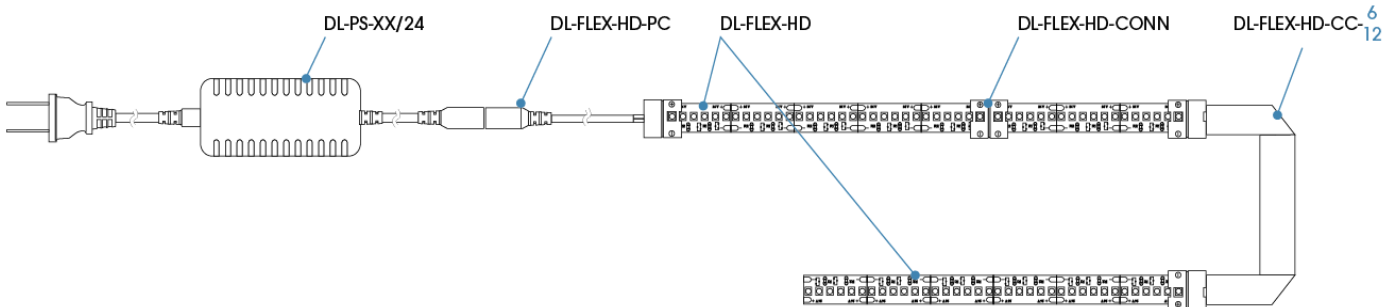 DL-PS-XX/24
DL-FLEX-HD-PC
DL-FLEX-HD
DL-FLEX-HD-CONN
DL-FLEX-HD-CC-6
12